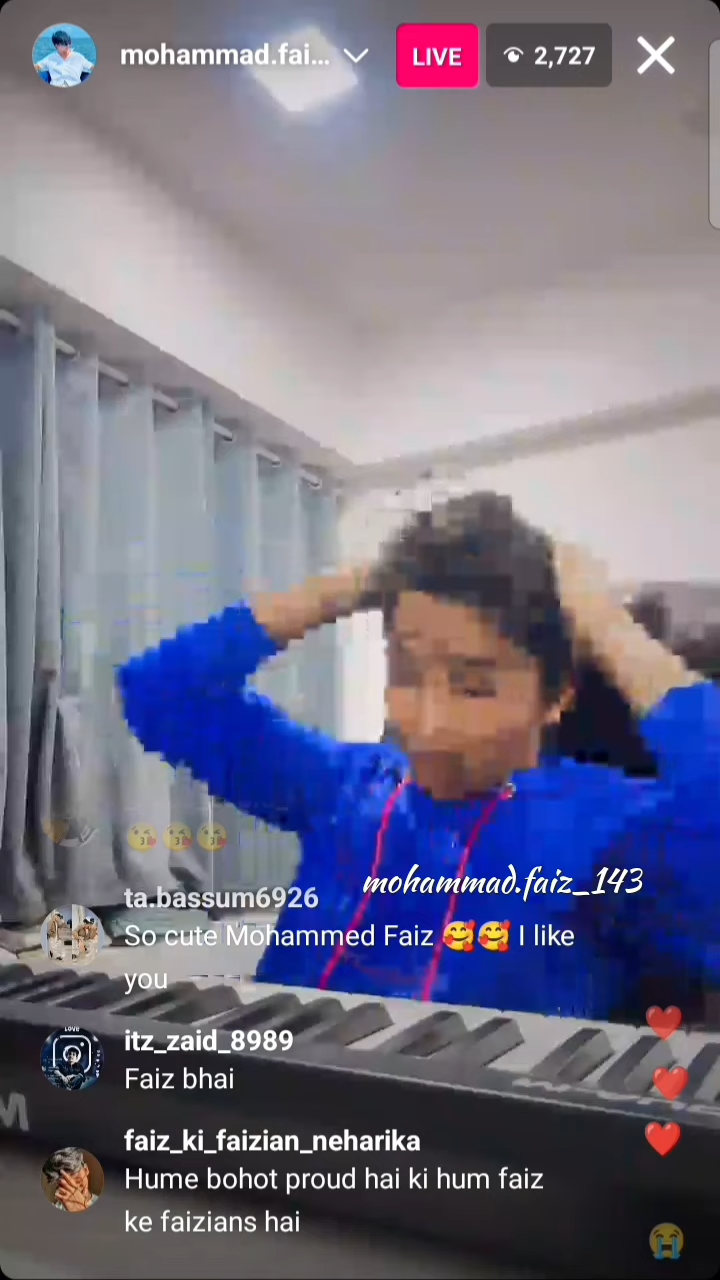 mohammad.fai...
LIVE
2,727
😘😘😘
ta.bassum6926
mohammad.faiz_143
So cute Mohammed Faiz 🥰🥰 I like
you
itz_zaid_8989
Faiz bhai
faiz_ki_faizian_neharika
Hume bohot proud hai ki hum faiz
ke faizians hai